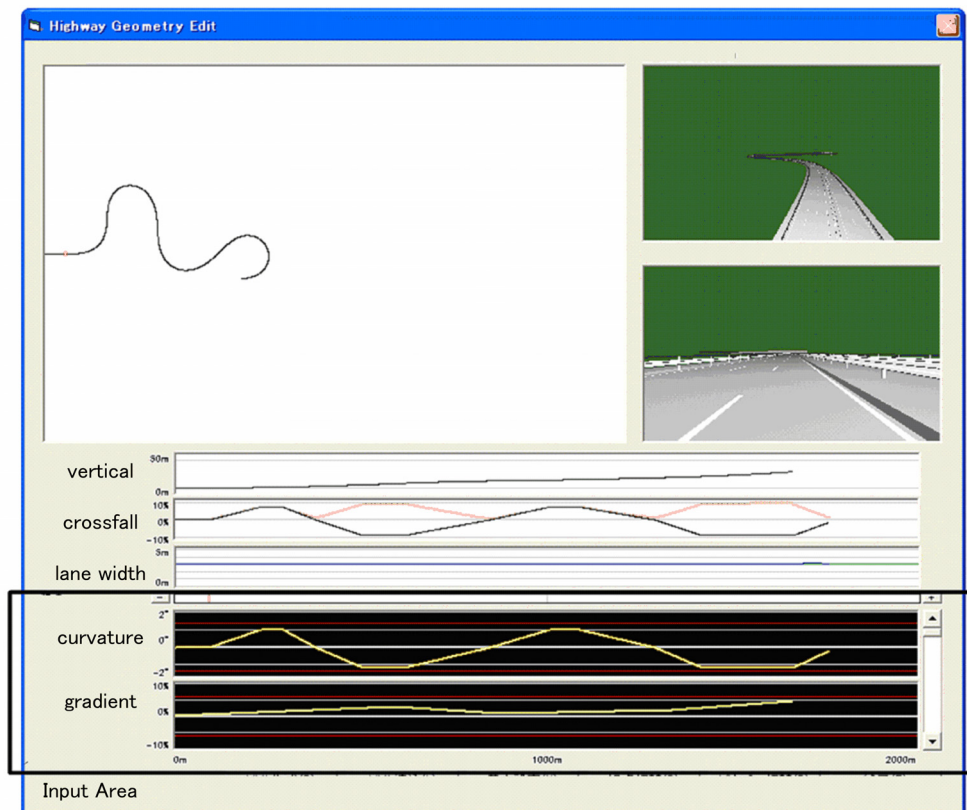 Highway Geometry Edit
vertical
50m
0m
crossfall
10%
0%
-10%
lane width
5m
0m
-
+
curvature
2°
0°
-2°
gradient
10%
0%
-10%
0m
1000m
2000m
Input Area